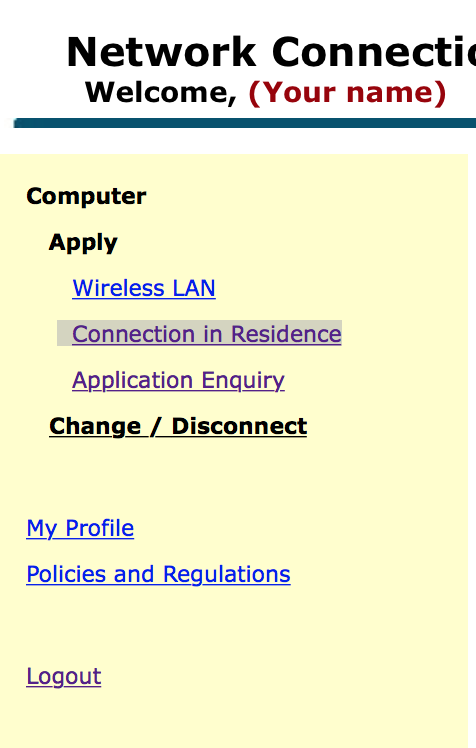 Network Connectio
Welcome, (Your name)
Computer
Apply
Wireless LAN
Connection in Residence
Application Enquiry
Change / Disconnect
My Profile
Policies and Regulations
Logout